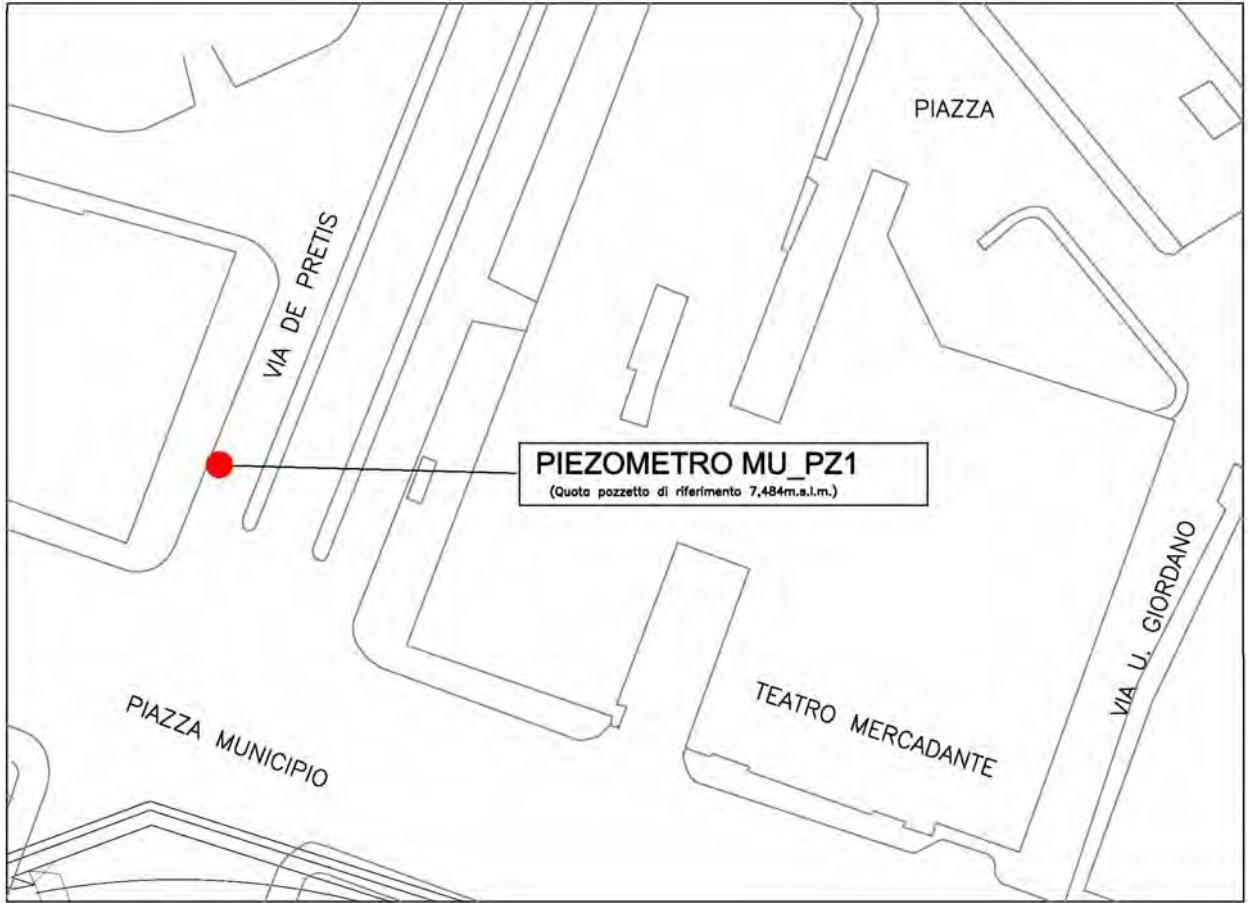 PIAZZA
VIA DE PRETIS
PIEZOMETRO MU_PZ1
(Quota pozzetto di riferimento 7,484m.s.l.m.)
VIA U. GIORDANO
TEATRO MERCADANTE
PIAZZA MUNICIPIO